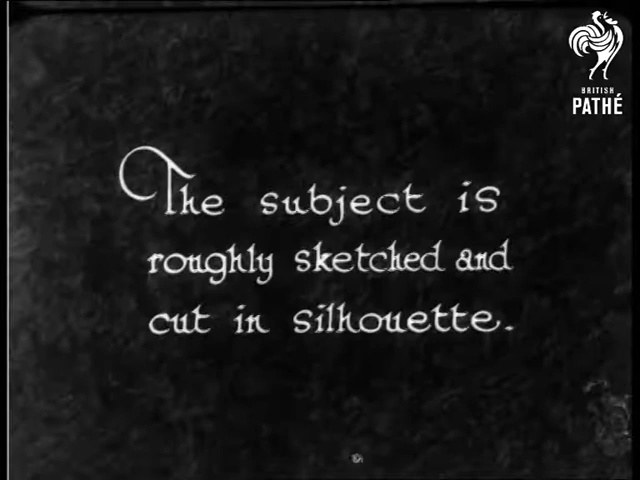 BRITISH
PATHÉ
The subject is
roughly sketched and
cut in silhouette.